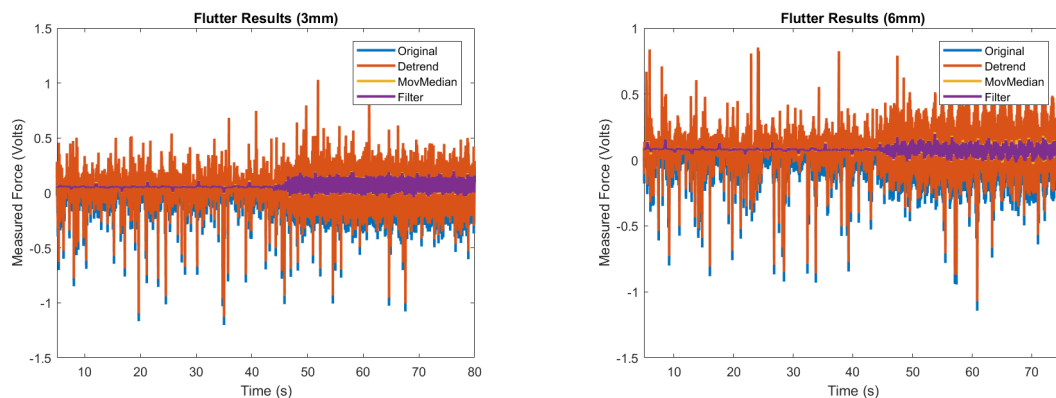 Flutter Results (3mm)
1.5
1
0.5
0
-0.5
-1
-1.5
Measured Force (Volts)
10
20
30
40
50
60
70
80
Time (s)
Original
Detrend
MovMedian
Filter
Flutter Results (6mm)
1
0.5
0
-0.5
-1
-1.5
Measured Force (Volts)
10
20
30
40
50
60
70
Time (s)
Original
Detrend
MovMedian
Filter